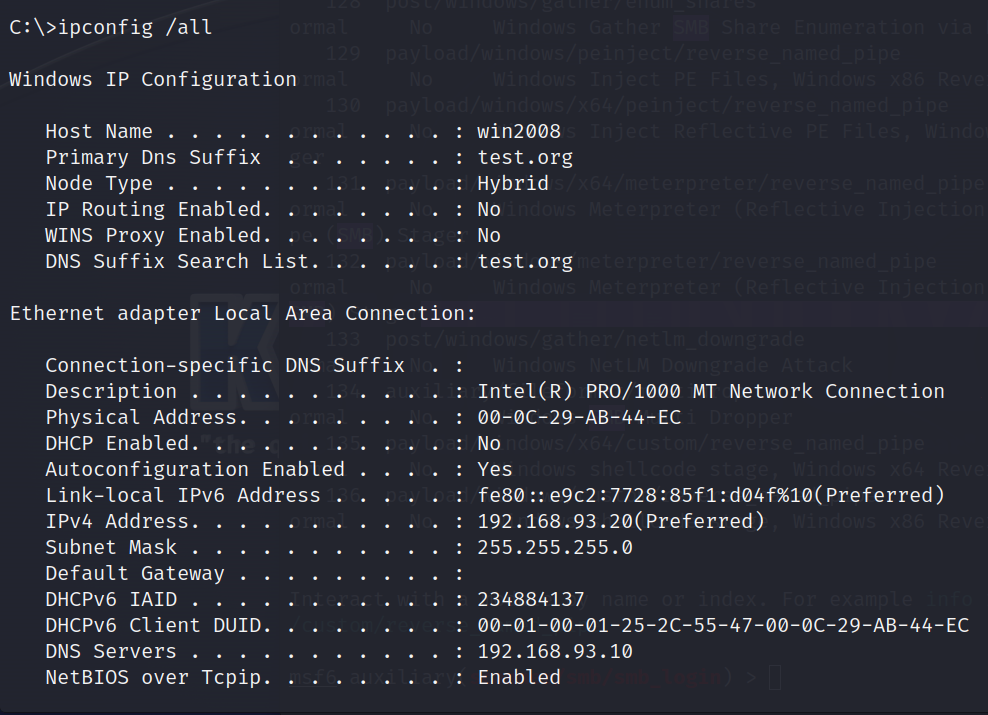 C:\>ipconfig /all
Windows IP Configuration
Host Name . . . . . . . . . . . . : win2008
Primary Dns Suffix . . . . . . . : test.org
Node Type . . . . . . . . . . . . : Hybrid
IP Routing Enabled. . . . . . . . : No
WINS Proxy Enabled. . . . . . . . : No
DNS Suffix Search List. . . . . . : test.org
Ethernet adapter Local Area Connection:
Connection-specific DNS Suffix . :
Description . . . . . . . . . . . : Intel(R) PRO/1000 MT Network Connection
Physical Address. . . . . . . . . : 00-0C-29-AB-44-EC
DHCP Enabled. . . . . . . . . . . : No
Autoconfiguration Enabled . . . . : Yes
Link-local IPv6 Address . . . . . : fe80::e9c2:7728:85f1:d04f%10(Preferred)
IPv4 Address. . . . . . . . . . . : 192.168.93.20(Preferred)
Subnet Mask . . . . . . . . . . . : 255.255.255.0
Default Gateway . . . . . . . . . :
DHCPv6 IAID . . . . . . . . . . . : 234884137
DHCPv6 Client DUID. . . . . . . . : 00-01-00-01-25-2C-55-47-00-0C-29-AB-44-EC
DNS Servers . . . . . . . . . . . : 192.168.93.10
NetBIOS over Tcpip. . . . . . . . : Enabled